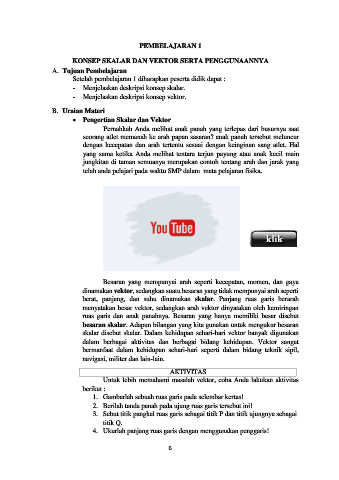 PEMBELAJARAN 1
KONSEP SKALAR DAN VEKTOR SERTA PENGGUNAANNYA
A. Tujuan Pembelajaran
Setelah pembelajaran 1 diharapkan peserta didik dapat :
- Menjelaskan deskripsi konsep skalar.
- Menjelaskan deskripsi konsep vektor.
B. Uraian Materi
• Pengertian Skalar dan Vektor
Pernahkah Anda melihat anak panah yang terlepas dari busurnya saat
seorang atlet memanah ke arah papan sasaran? anak panah tersebut meluncur
dengan kecepatan dan arah tertentu sesuai dengan keinginan sang atlet. Hal
yang sama ketika Anda melihat tentara terjun payung atau anak kecil main
jungkitan di taman semuanya merupakan contoh tentang arah dan jarak yang
telah anda pelajari pada waktu SMP dalam mata pelajaran fisika.
YouTube
klik
Besaran yang mempunyai arah seperti kecepatan, momen, dan gaya
dinamakan vektor, sedangkan suatu besaran yang tidak mempunyai arah seperti
berat, panjang, dan suhu dinamakan skalar. Panjang ruas garis berarah
menyatakan besar vektor, sedangkan arah vektor dinyatakan oleh kemiringan
ruas garis dan anak panahnya. Besaran yang hanya memiliki besar disebut
besaran skalar. Adapun bilangan yang kita gunakan untuk mengukur besaran
skalar disebut skalar. Dalam kehidupan sehari-hari vektor banyak digunakan
dalam berbagai aktivitas dan berbagai bidang kehidupan. Vektor sangat
bermanfaat dalam kehidupan sehari-hari seperti dalam bidang teknik sipil,
navigasi, militer dan lain-lain.
AKTIVITAS
Untuk lebih memahami masalah vektor, coba Anda lakukan aktivitas
berikut :
1. Gambarlah sebuah ruas garis pada selembar kertas!
2. Berilah tanda panah pada ujung ruas garis tersebut ini!
3. Sebut titik pangkal ruas garis sebagai titik P dan titik ujungnya sebagai
titik Q.
4. Ukurlah panjang ruas garis dengan menggunakan penggaris!